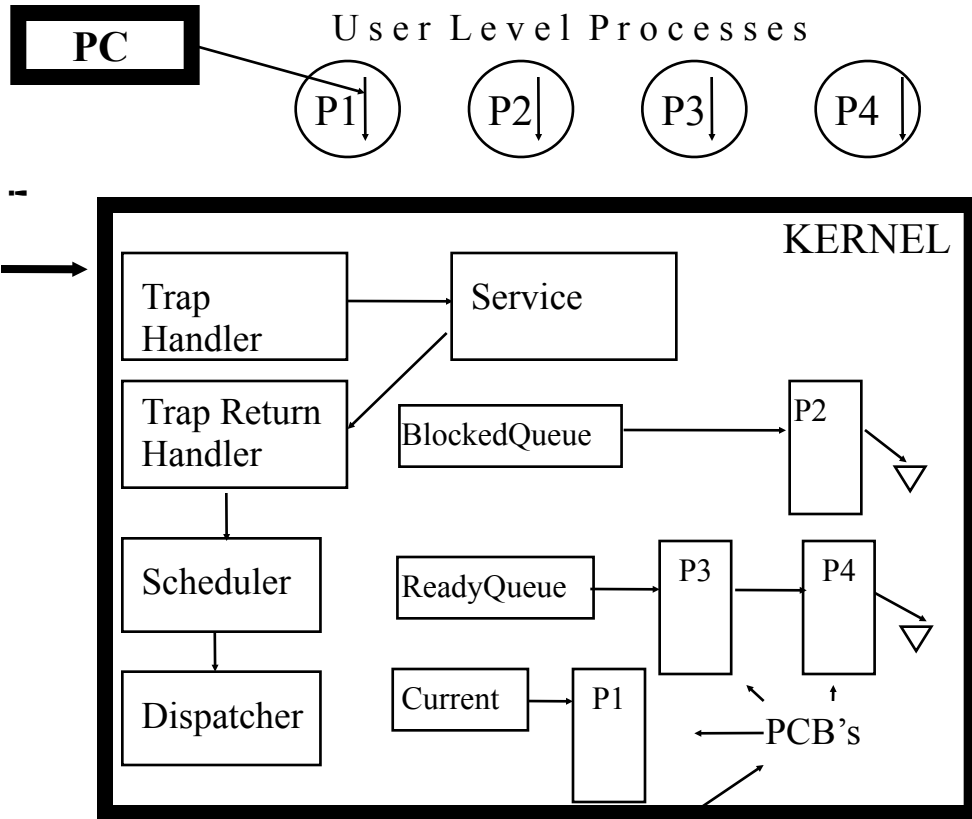 PC
User Level Processes
P1
P2
P3
P4
KERNEL
Trap
Handler
Service
Trap Return
Handler
BlockedQueue
P2
Scheduler
ReadyQueue
P3
P4
Dispatcher
Current
P1
PCB’s